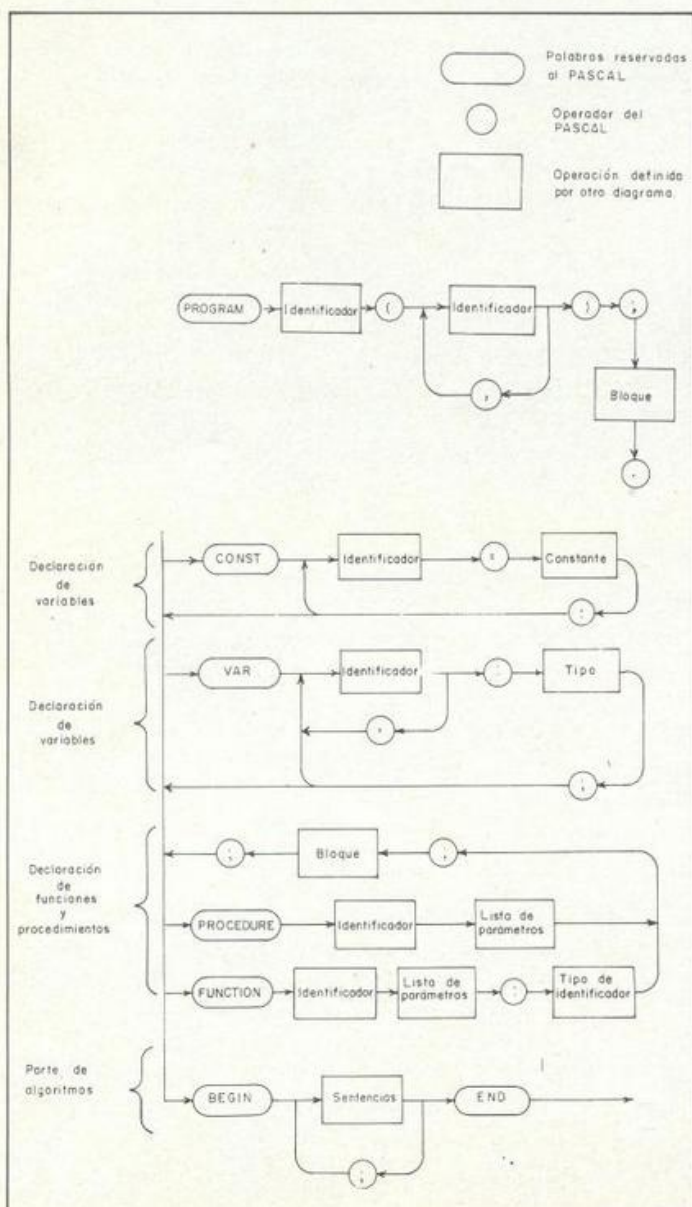 Palabras reservadas
al PASCAL
Operador del
PASCAL
Operación definida
por otro diagrama.
PROGRAM
Identificador
(
Identificador
)
;
,
Bloque
.
Declaración
de
variables
CONST
Identificador
=
Constante
;
Declaración
de
variables
VAR
Identificador
:
Tipo
;
Declaración
de
funciones
y
procedimientos
;
Bloque
;
PROCEDURE
Identificador
Lista de
parámetros
FUNCTION
Identificador
Lista de
parámetros
:
Tipo de
identificador
Parte de
algoritmos
BEGIN
Sentencias
END
;